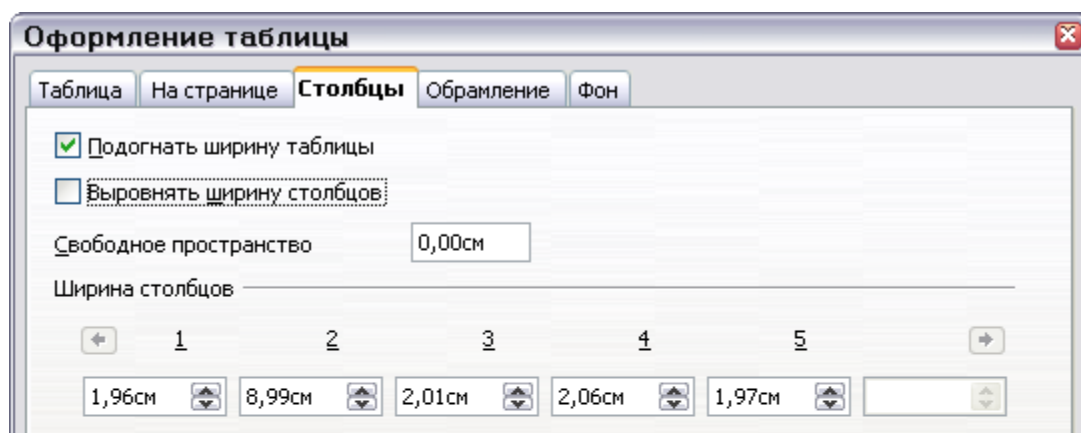 Оформление таблицы
Таблица На странице Столбцы Обрамление Фон
Подогнать ширину таблицы
Выровнять ширину столбцов
Свободное пространство 0,00см
Ширина столбцов
1 2 3 4 5
1,96см 8,99см 2,01см 2,06см 1,97см